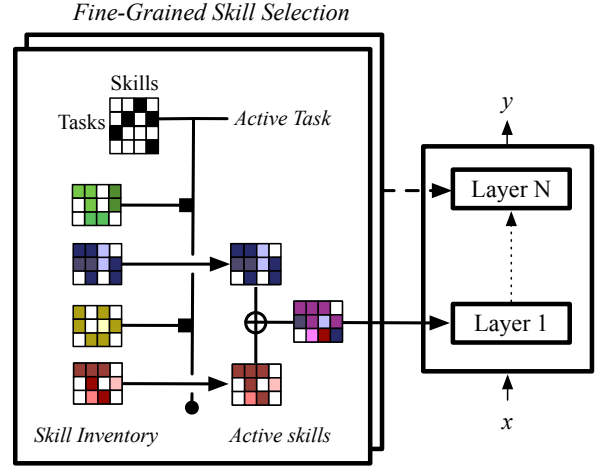 Fine-Grained Skill Selection
Skills
Tasks
Active Task
y
Layer N
Layer 1
x
Skill Inventory
Active skills